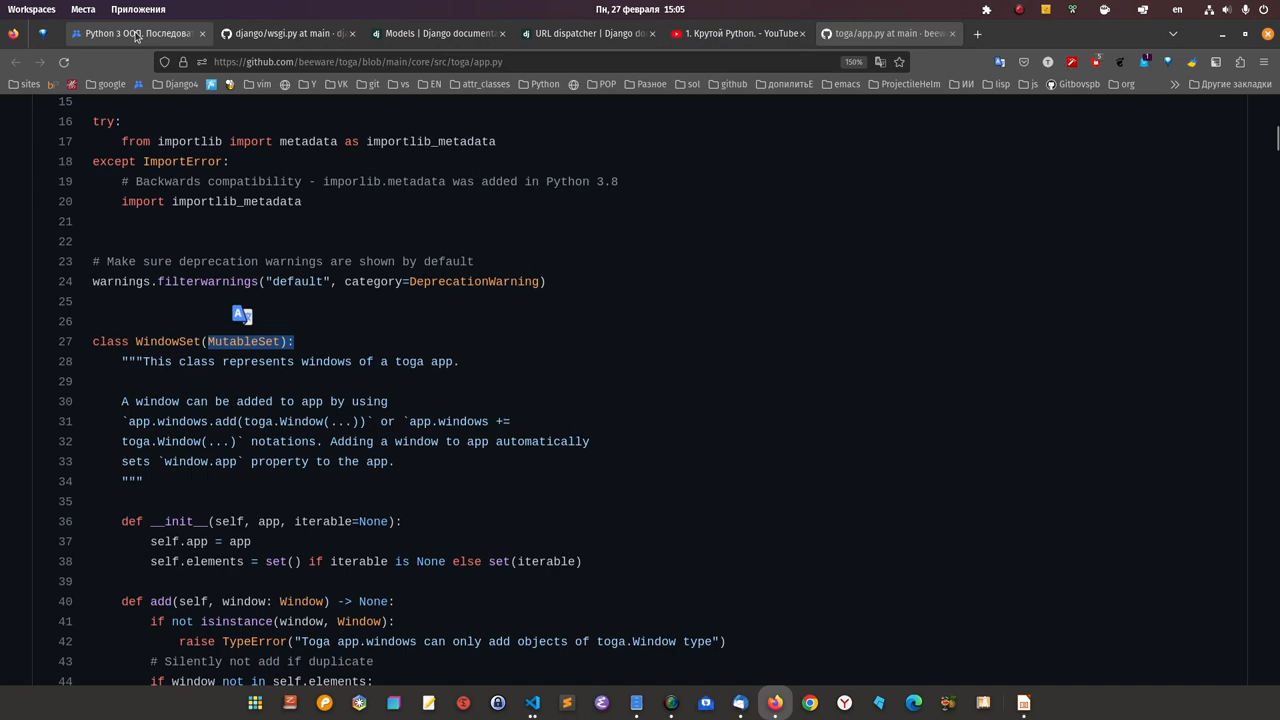 Workspaces Места Приложения Пн, 27 февраля 15:05 en
Python 3 ООП. Последова django/wsgi.py at main · dj Models | Django documenta URL dispatcher | Django do 1. Крутой Python. - YouTube toga/app.py at main · beew
https://github.com/beeware/toga/blob/main/core/src/toga/app.py 150%
sites google Django4 vim Y VK git vs EN attr_classes Python POP Разное sol github допилитьЕ emacs ProjectileHelm ИИ lisp js Gitbovspb org Другие закладки
15
16 try:
17 from importlib import metadata as importlib_metadata
18 except ImportError:
19 # Backwards compatibility - imporlib.metadata was added in Python 3.8
20 import importlib_metadata
21
22
23 # Make sure deprecation warnings are shown by default
24 warnings.filterwarnings("default", category=DeprecationWarning)
25
26
27 class WindowSet(MutableSet):
28 """This class represents windows of a toga app.
29
30 A window can be added to app by using
31 `app.windows.add(toga.Window(...))` or `app.windows +=
32 toga.Window(...)` notations. Adding a window to app automatically
33 sets `window.app` property to the app.
34 """
35
36 def __init__(self, app, iterable=None):
37 self.app = app
38 self.elements = set() if iterable is None else set(iterable)
39
40 def add(self, window: Window) -> None:
41 if not isinstance(window, Window):
42 raise TypeError("Toga app.windows can only add objects of toga.Window type")
43 # Silently not add if duplicate
44 if window not in self.elements: